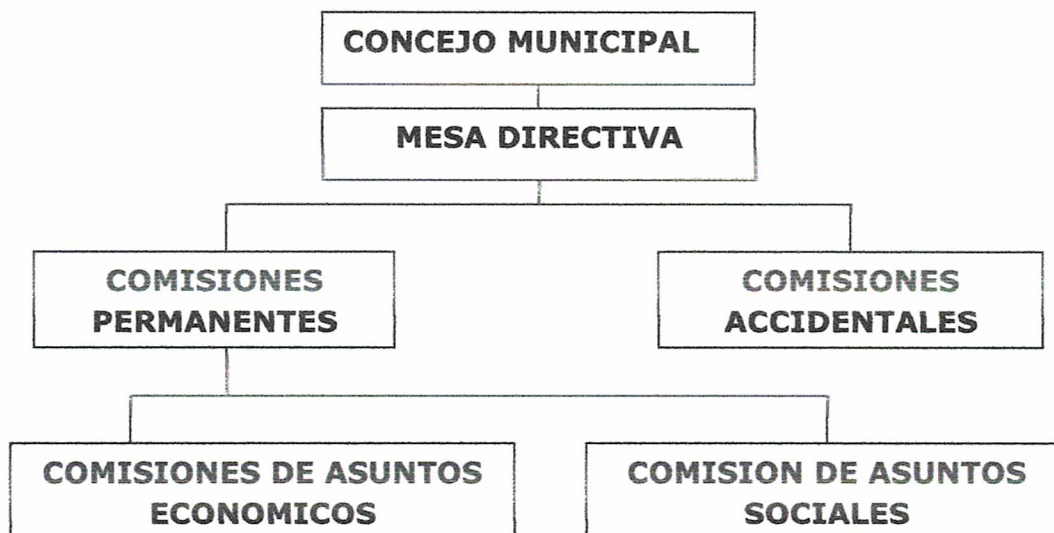 CONCEJO MUNICIPAL
MESA DIRECTIVA
COMISIONES
PERMANENTES
COMISIONES
ACCIDENTALES
COMISIONES DE ASUNTOS
ECONOMICOS
COMISION DE ASUNTOS
SOCIALES